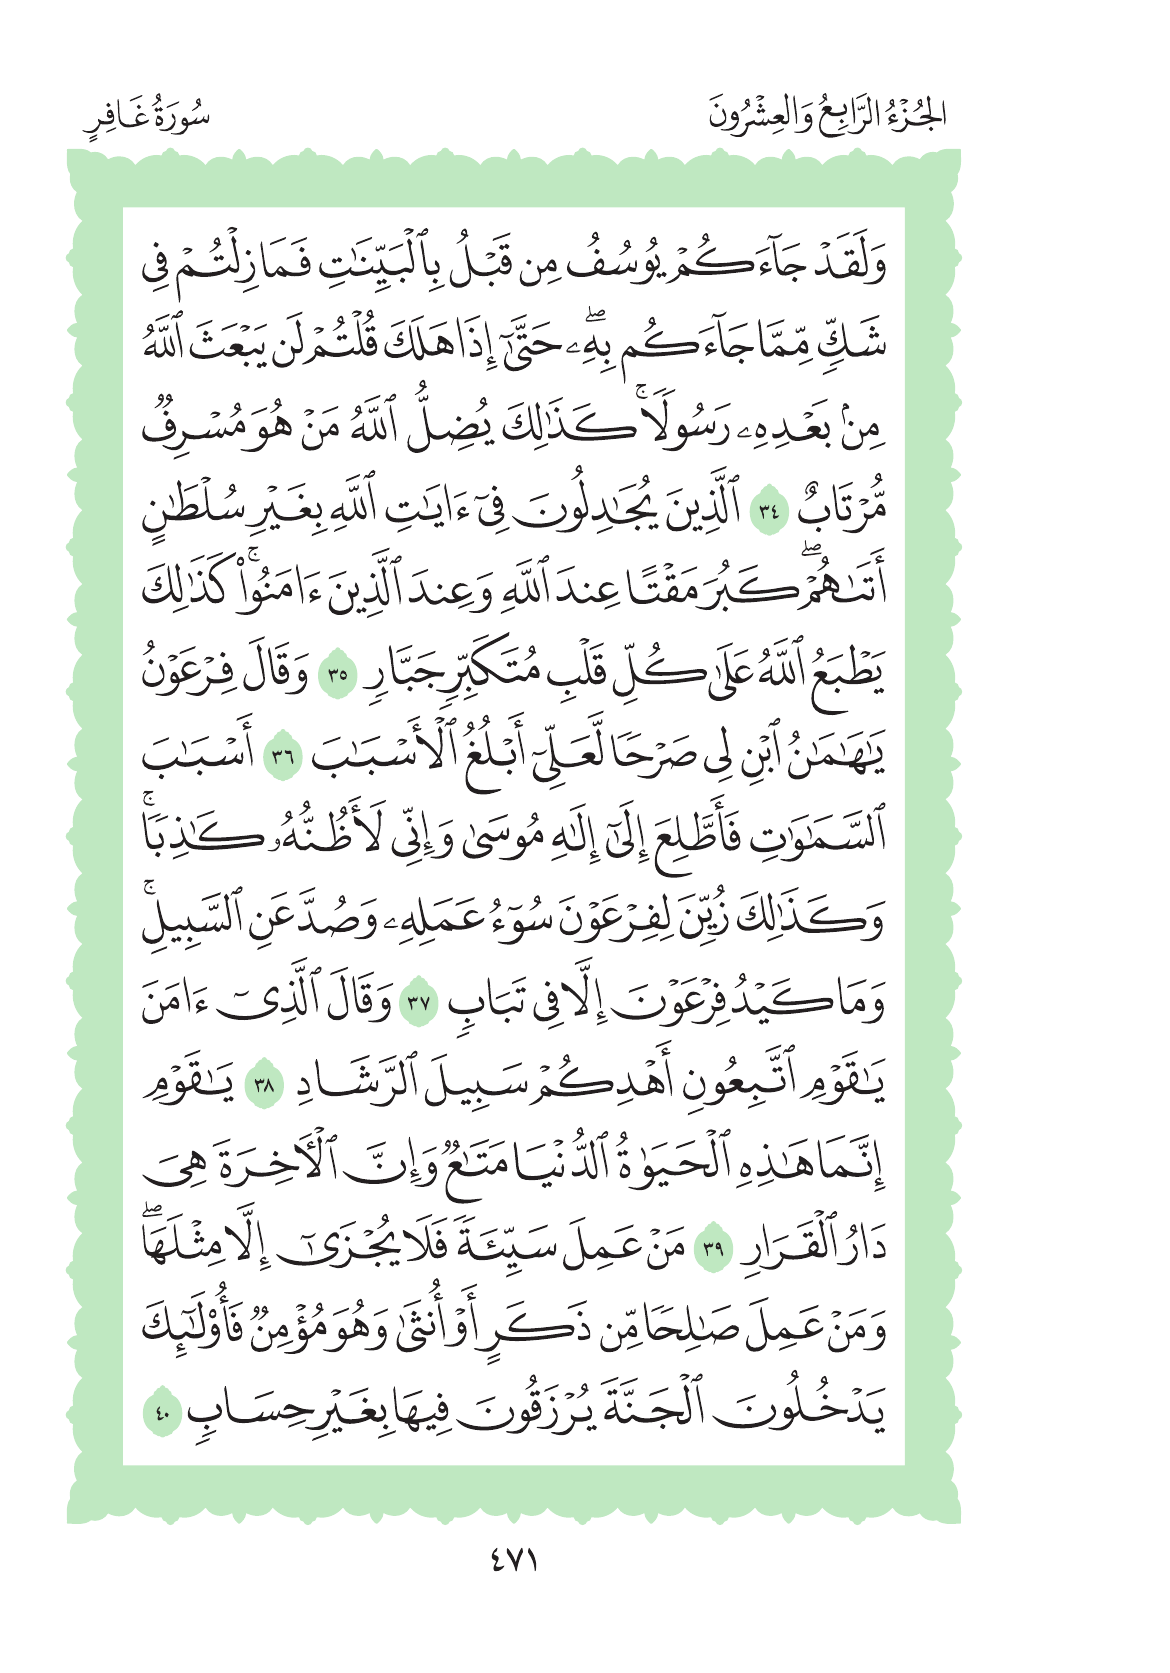 الجُزْءُ الرَّابِعُ وَالعِشْرُونَ
سُورَةُ غَافِرٍ
وَلَقَدْ جَآءَكُمْ يُوسُفُ مِن قَبْلُ بِٱلْبَيِّنَـٰتِ فَمَا زِلْتُمْ فِى
شَكٍّ مِّمَّا جَآءَكُم بِهِۦۖ حَتَّىٰٓ إِذَا هَلَكَ قُلْتُمْ لَن يَبْعَثَ ٱللَّهُ
مِنۢ بَعْدِهِۦ رَسُولًاۚ كَذَٰلِكَ يُضِلُّ ٱللَّهُ مَنْ هُوَ مُسْرِفٌ
مُّرْتَابٌ ٣٤ ٱلَّذِينَ يُجَـٰدِلُونَ فِىٓ ءَايَـٰتِ ٱللَّهِ بِغَيْرِ سُلْطَـٰنٍ
أَتَىٰهُمْۖ كَبُرَ مَقْتًا عِندَ ٱللَّهِ وَعِندَ ٱلَّذِينَ ءَامَنُوا۟ۚ كَذَٰلِكَ
يَطْبَعُ ٱللَّهُ عَلَىٰ كُلِّ قَلْبِ مُتَكَبِّرٍ جَبَّارٍ ٣٥ وَقَالَ فِرْعَوْنُ
يَـٰهَـٰمَـٰنُ ٱبْنِ لِى صَرْحًا لَّعَلِّىٓ أَبْلُغُ ٱلْأَسْبَـٰبَ ٣٦ أَسْبَـٰبَ
ٱلسَّمَـٰوَٰتِ فَأَطَّلِعَ إِلَىٰٓ إِلَـٰهِ مُوسَىٰ وَإِنِّى لَأَظُنُّهُۥ كَـٰذِبًاۚ
وَكَذَٰلِكَ زُيِّنَ لِفِرْعَوْنَ سُوٓءُ عَمَلِهِۦ وَصُدَّ عَنِ ٱلسَّبِيلِۚ
وَمَا كَيْدُ فِرْعَوْنَ إِلَّا فِى تَبَابٍ ٣٧ وَقَالَ ٱلَّذِىٓ ءَامَنَ
يَـٰقَوْمِ ٱتَّبِعُونِ أَهْدِكُمْ سَبِيلَ ٱلرَّشَادِ ٣٨ يَـٰقَوْمِ
إِنَّمَا هَـٰذِهِ ٱلْحَيَوٰةُ ٱلدُّنْيَا مَتَـٰعٌ وَإِنَّ ٱلْـَٔاخِرَةَ هِىَ
دَارُ ٱلْقَرَارِ ٣٩ مَنْ عَمِلَ سَيِّئَةً فَلَا يُجْزَىٰٓ إِلَّا مِثْلَهَاۖ
وَمَنْ عَمِلَ صَـٰلِحًا مِّن ذَكَرٍ أَوْ أُنثَىٰ وَهُوَ مُؤْمِنٌ فَأُو۟لَـٰٓئِكَ
يَدْخُلُونَ ٱلْجَنَّةَ يُرْزَقُونَ فِيهَا بِغَيْرِ حِسَابٍ ٤٠
٤٧١